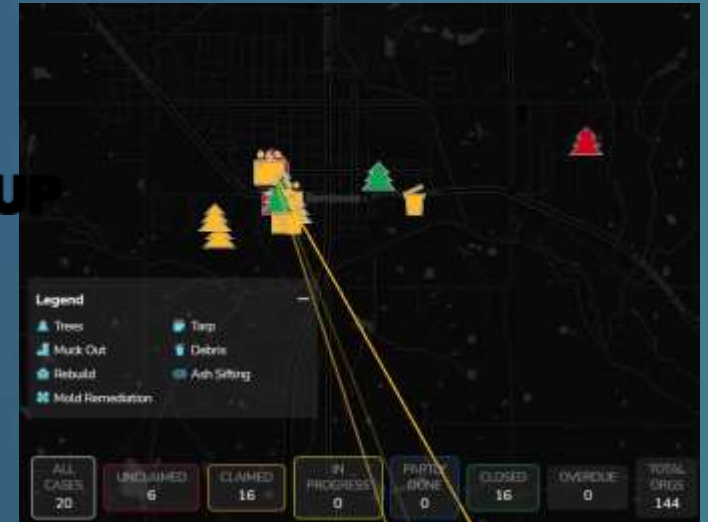 UP
Legend
Trees
Tarp
Muck Out
Debris
Rebuild
Ash Sifting
Mold Remediation
ALL CASES 20
UNCLAIMED 6
CLAIMED 16
IN PROGRESS 0
PARTLY DONE 0
CLOSED 16
OVERDUE 0
TOTAL ORGS 144